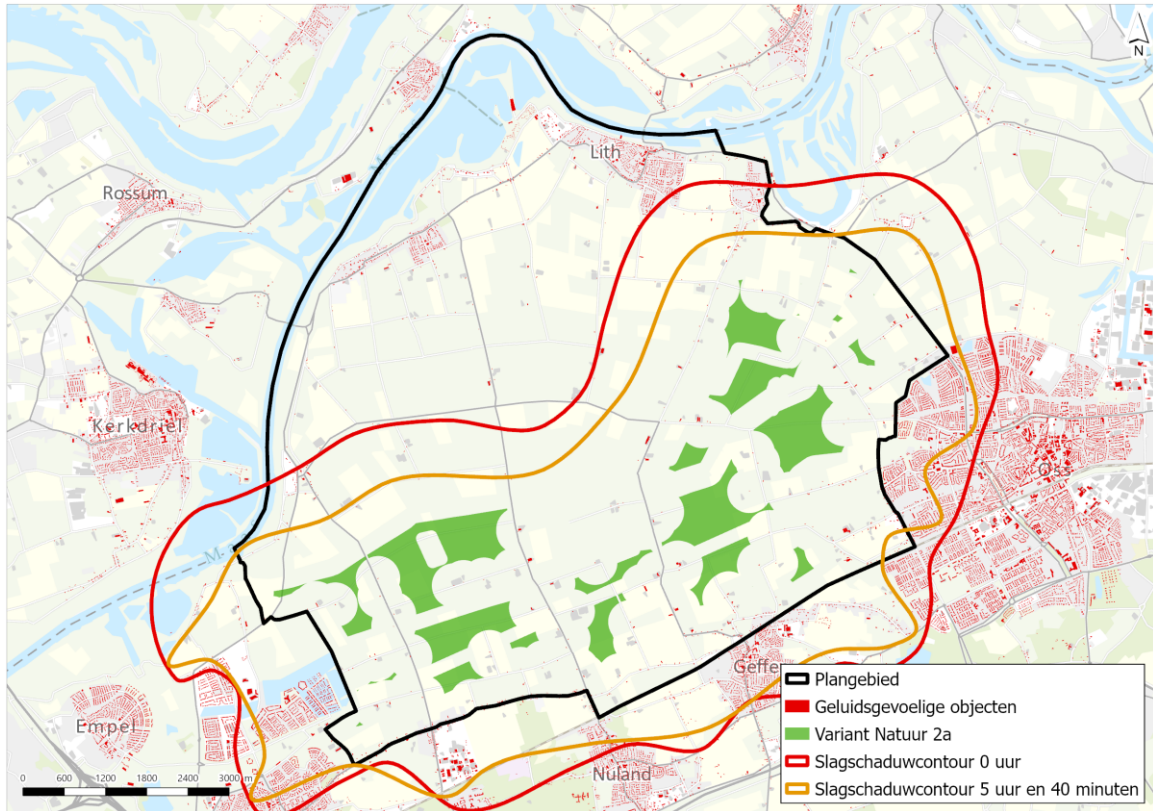 N
Lith
Rossum
Kerkdriel
Oss
M.
Geffe
Empel
Nuland
0 600 1200 1800 2400 3000 m
Plangebied
Geluidsgevoelige objecten
Variant Natuur 2a
Slagschaduwcontour 0 uur
Slagschaduwcontour 5 uur en 40 minuten